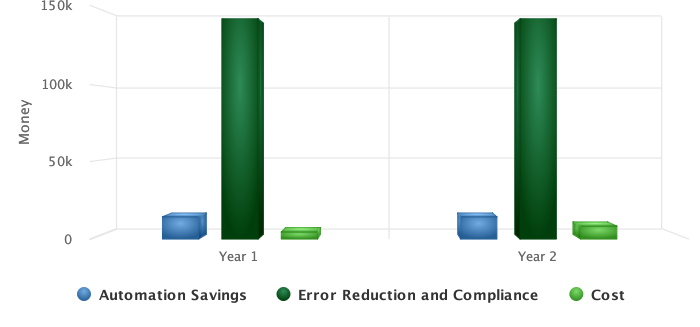 150k
100k
50k
0
Money
Year 1
Year 2
Automation Savings
Error Reduction and Compliance
Cost